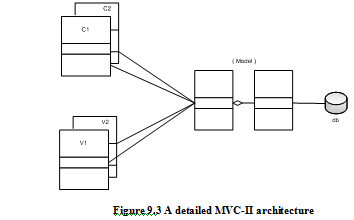 C2
C1
( Model )
db
V2
V1
Figure 9.3 A detailed MVC-II architecture